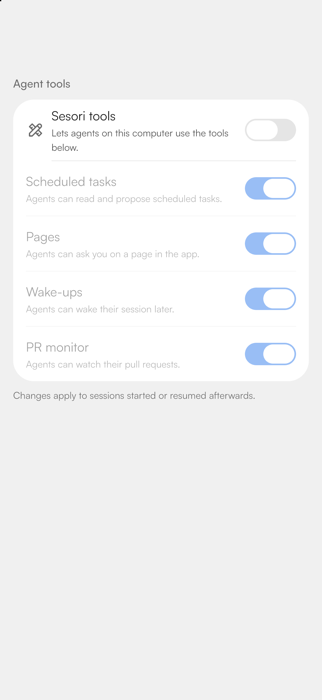 Agent tools
Sesori tools
Lets agents on this computer use the tools
below.
Scheduled tasks
Agents can read and propose scheduled tasks.
Pages
Agents can ask you on a page in the app.
Wake-ups
Agents can wake their session later.
PR monitor
Agents can watch their pull requests.
Changes apply to sessions started or resumed afterwards.